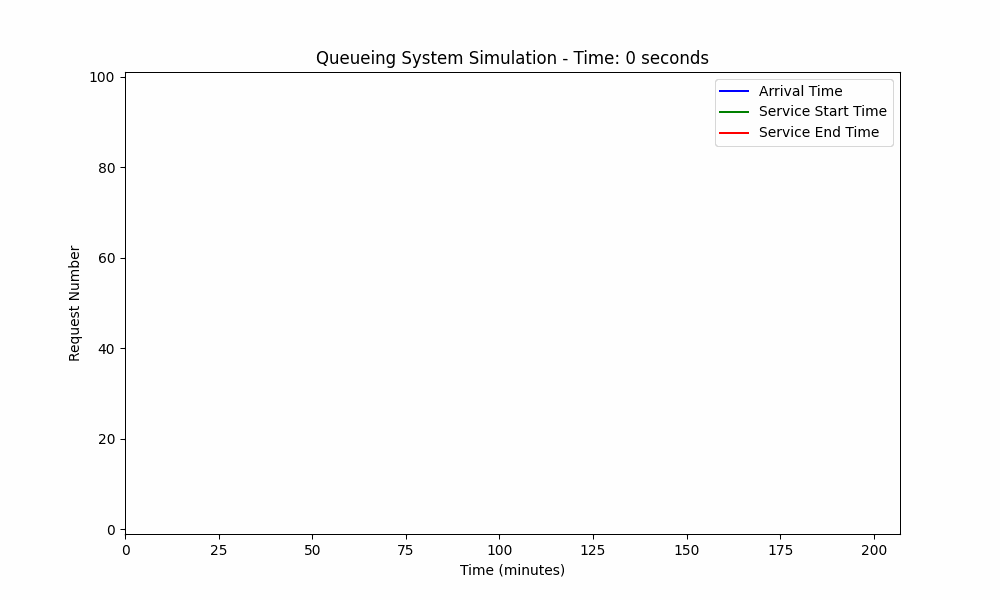 Queueing System Simulation - Time: 0 seconds
100
Arrival Time
Service Start Time
Service End Time
80
60
Request Number
40
20
0
0 25 50 75 100 125 150 175 200
Time (minutes)